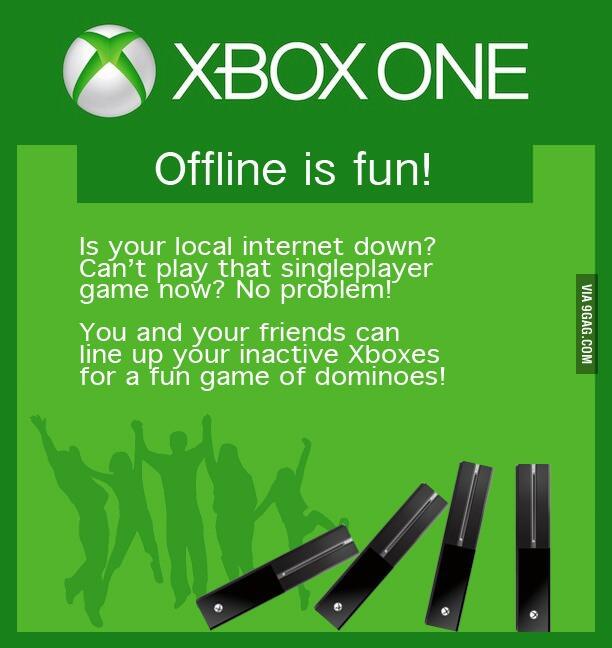 XBOX ONE
Offline is fun!
Is your local internet down?
Can't play that singleplayer
game now? No problem!
You and your friends can
line up your inactive Xboxes
for a fun game of dominoes!
VIA 9GAG.COM